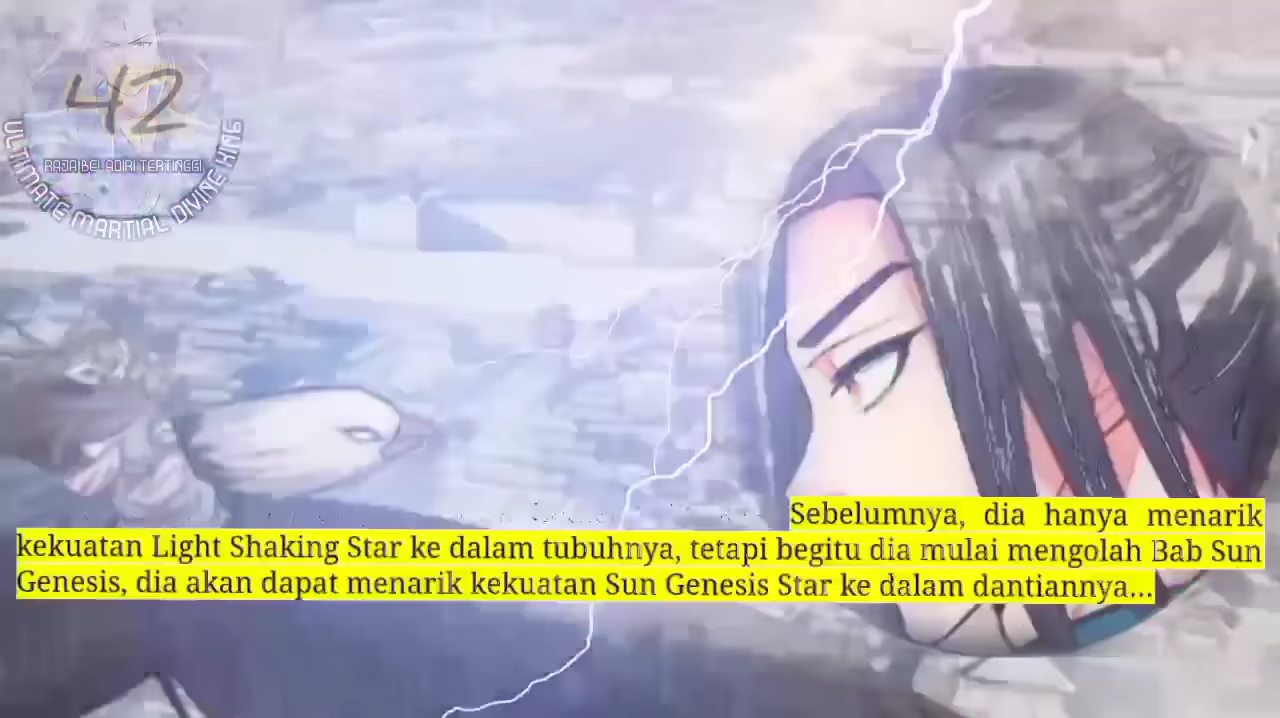 42
RAJA BELADIRI TERTINGGI
ULTIMATE MARTIAL DIVINE KING
Sebelumnya, dia hanya menarik
kekuatan Light Shaking Star ke dalam tubuhnya, tetapi begitu dia mulai mengolah Bab Sun
Genesis, dia akan dapat menarik kekuatan Sun Genesis Star ke dalam dantiannya...